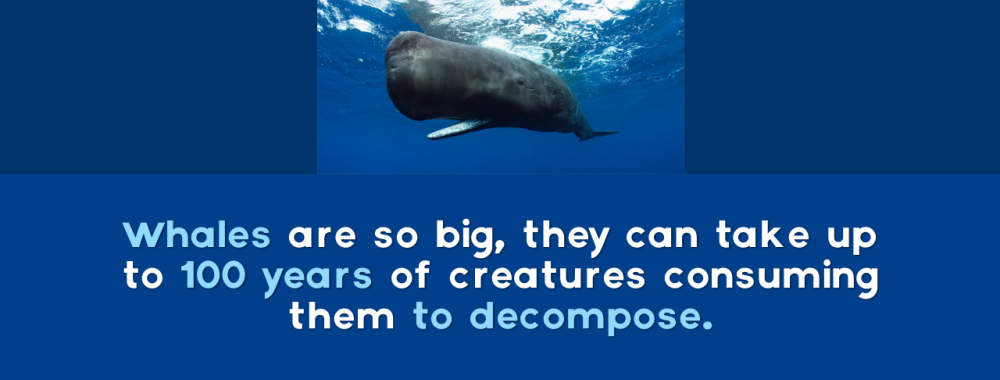 Whales are so big, they can take up
to 100 years of creatures consuming
them to decompose.